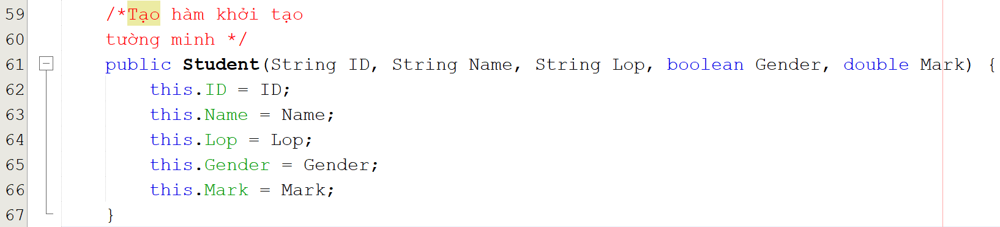 59 /*Tạo hàm khởi tạo
60 tường minh */
61 public Student(String ID, String Name, String Lop, boolean Gender, double Mark) {
62 this.ID = ID;
63 this.Name = Name;
64 this.Lop = Lop;
65 this.Gender = Gender;
66 this.Mark = Mark;
67 }